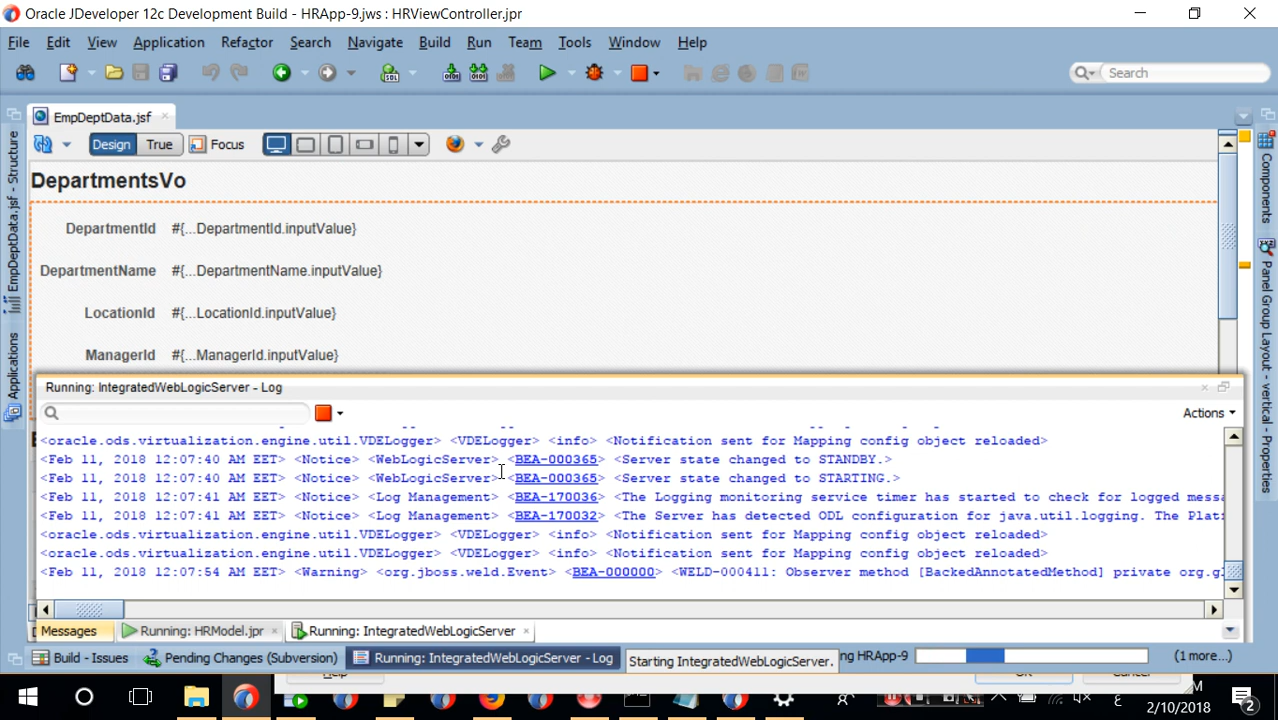 Oracle JDeveloper 12c Development Build - HRApp-9.jws : HRViewController.jpr
File Edit View Application Refactor Search Navigate Build Run Team Tools Window Help
Search
EmpDeptData.jsf
Design True Focus
EmpDeptData.jsf - Structure
Applications
Components
Panel Group Layout - vertical - Properties
DepartmentsVo
DepartmentId #{...DepartmentId.inputValue}
DepartmentName #{...DepartmentName.inputValue}
LocationId #{...LocationId.inputValue}
ManagerId #{...ManagerId.inputValue}
Running: IntegratedWebLogicServer - Log
Actions
<oracle.ods.virtualization.engine.util.VDELogger> <VDELogger> <info> <Notification sent for Mapping config object reloaded>
<Feb 11, 2018 12:07:40 AM EET> <Notice> <WebLogicServer> <BEA-000365> <Server state changed to STANDBY.>
<Feb 11, 2018 12:07:40 AM EET> <Notice> <WebLogicServer> <BEA-000365> <Server state changed to STARTING.>
<Feb 11, 2018 12:07:41 AM EET> <Notice> <Log Management> <BEA-170036> <The Logging monitoring service timer has started to check for logged messa
<Feb 11, 2018 12:07:41 AM EET> <Notice> <Log Management> <BEA-170032> <The Server has detected ODL configuration for java.util.logging. The Plat
<oracle.ods.virtualization.engine.util.VDELogger> <VDELogger> <info> <Notification sent for Mapping config object reloaded>
<oracle.ods.virtualization.engine.util.VDELogger> <VDELogger> <info> <Notification sent for Mapping config object reloaded>
<Feb 11, 2018 12:07:54 AM EET> <Warning> <org.jboss.weld.Event> <BEA-000000> <WELD-000411: Observer method [BackedAnnotatedMethod] private org.g
Messages Running: HRModel.jpr Running: IntegratedWebLogicServer
Build - Issues Pending Changes (Subversion) Running: IntegratedWebLogicServer - Log Starting IntegratedWebLogicServer. ng HRApp-9 (1 more...)
ع
2/10/2018
2